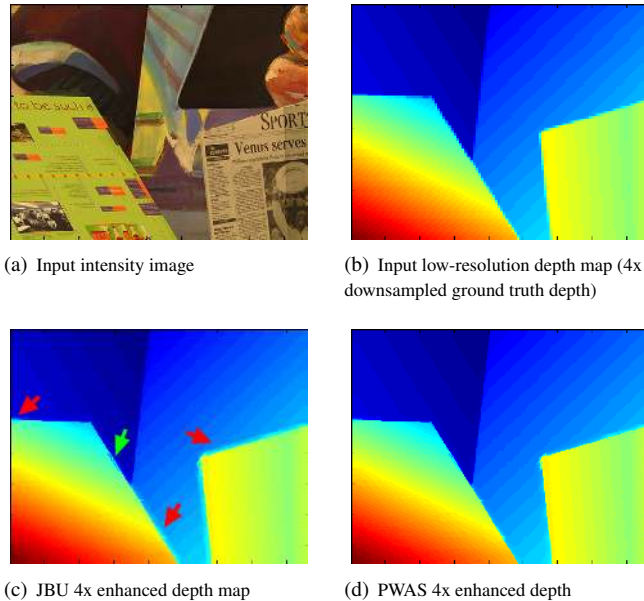 to be such a
SPORTS
Venus serves
(a) Input intensity image
(b) Input low-resolution depth map (4x
downsampled ground truth depth)
(c) JBU 4x enhanced depth map
(d) PWAS 4x enhanced depth